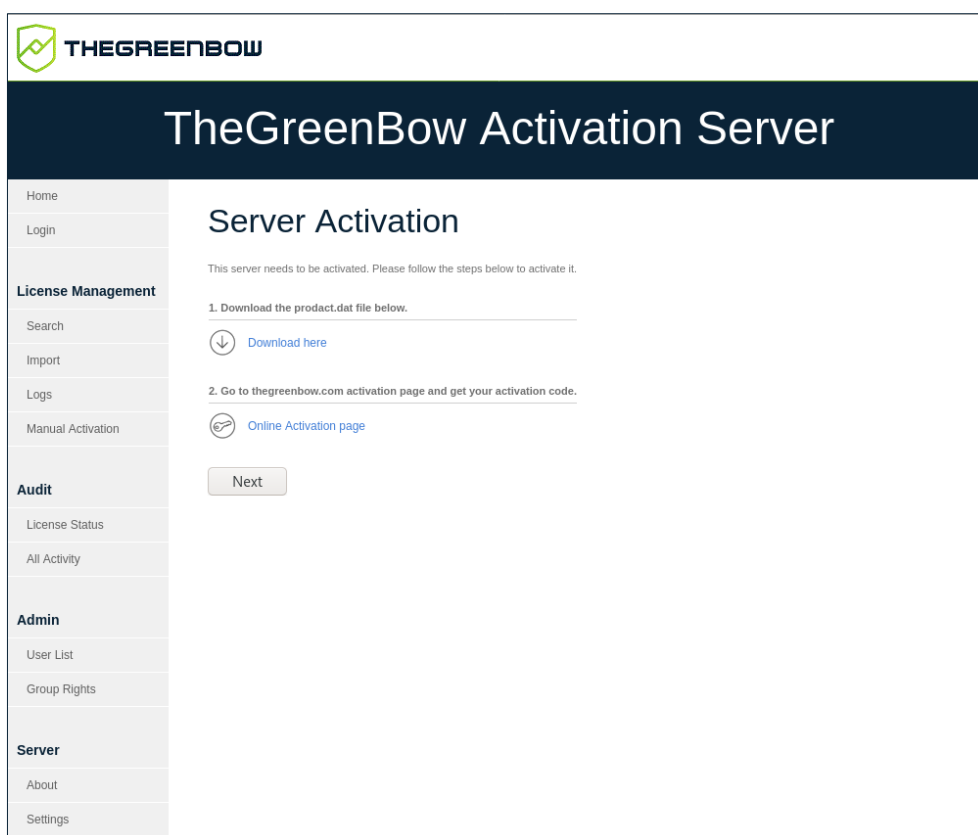 THEGREENBOW
TheGreenBow Activation Server
Home
Login
License Management
Search
Import
Logs
Manual Activation
Audit
License Status
All Activity
Admin
User List
Group Rights
Server
About
Settings
Server Activation
This server needs to be activated. Please follow the steps below to activate it.
1. Download the prodact.dat file below.
Download here
2. Go to thegreenbow.com activation page and get your activation code.
Online Activation page
Next